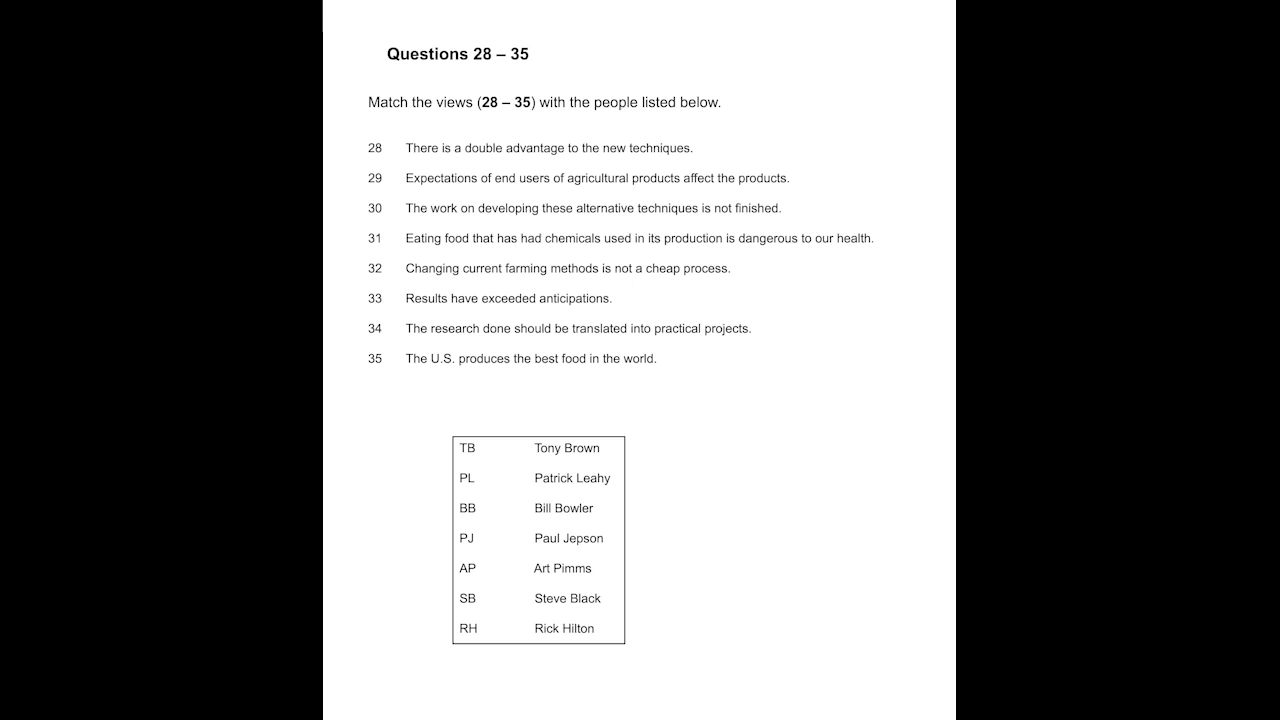 Questions 28 – 35
Match the views (28 – 35) with the people listed below.
28 There is a double advantage to the new techniques.
29 Expectations of end users of agricultural products affect the products.
30 The work on developing these alternative techniques is not finished.
31 Eating food that has had chemicals used in its production is dangerous to our health.
32 Changing current farming methods is not a cheap process.
33 Results have exceeded anticipations.
34 The research done should be translated into practical projects.
35 The U.S. produces the best food in the world.
TB Tony Brown
PL Patrick Leahy
BB Bill Bowler
PJ Paul Jepson
AP Art Pimms
SB Steve Black
RH Rick Hilton